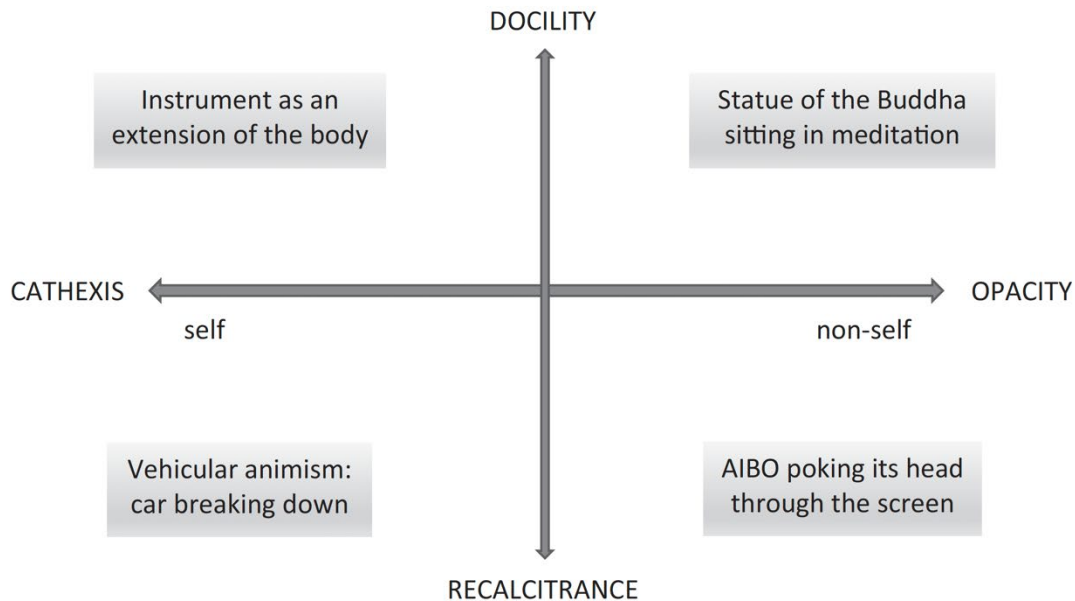 DOCILITY
Instrument as an
extension of the body
Statue of the Buddha
sitting in meditation
CATHEXIS
OPACITY
self
non-self
Vehicular animism:
car breaking down
AIBO poking its head
through the screen
RECALCITRANCE